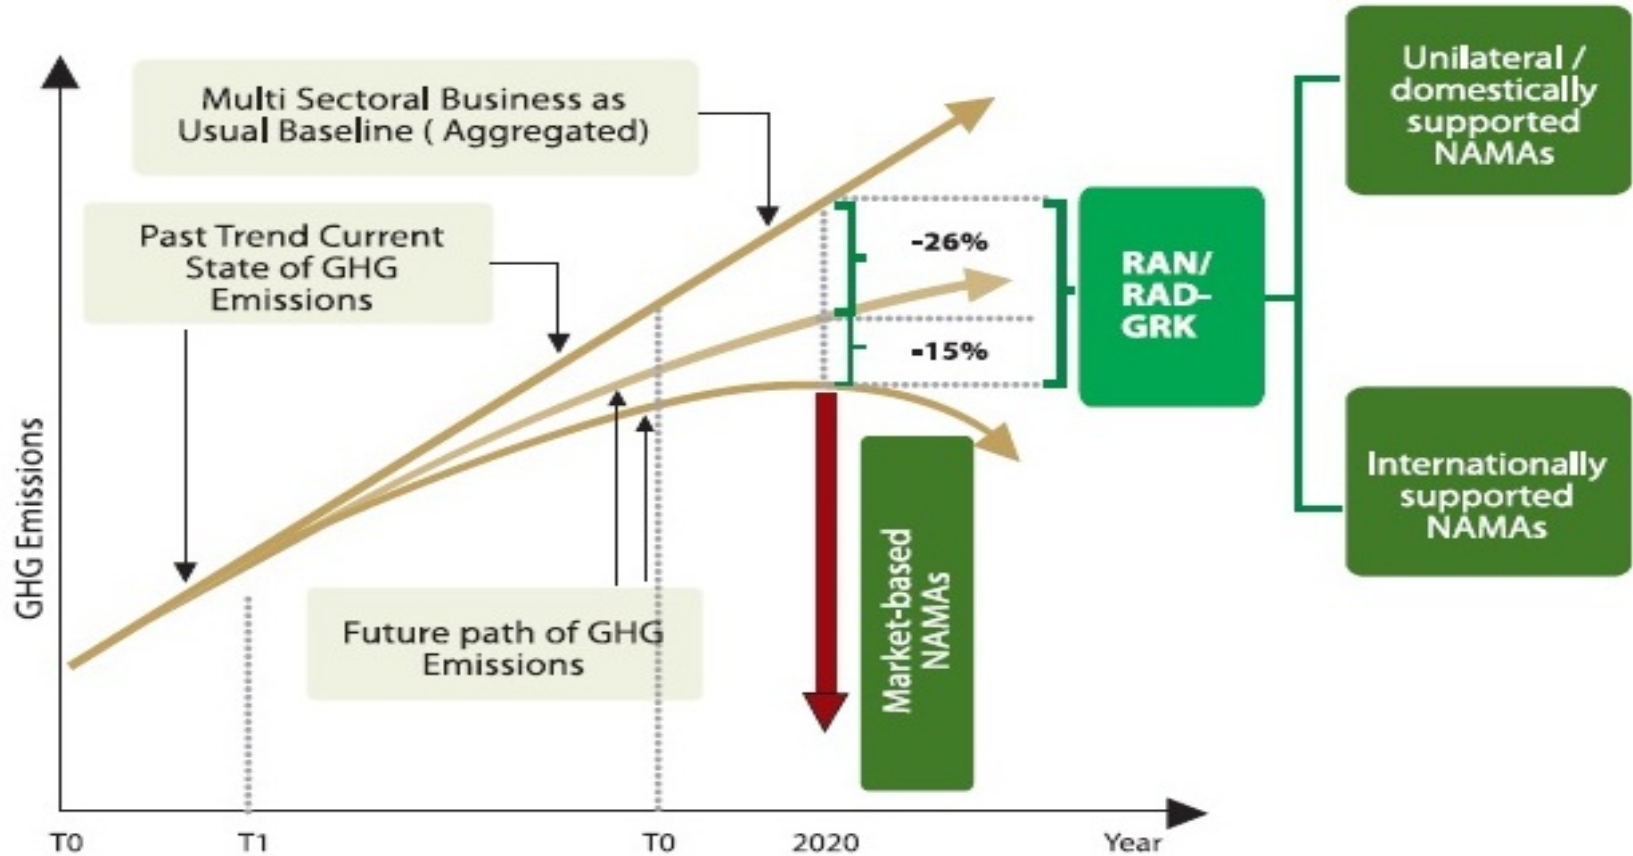 Multi Sectoral Business as
Usual Baseline ( Aggregated)
Past Trend Current
State of GHG
Emissions
Future path of GHG
Emissions
-26%
-15%
RAN/
RAD-
GRK
Unilateral /
domestically
supported
NAMAs
Internationally
supported
NAMAs
Market-based
NAMAs
GHG Emissions
T0
T1
T0
2020
Year